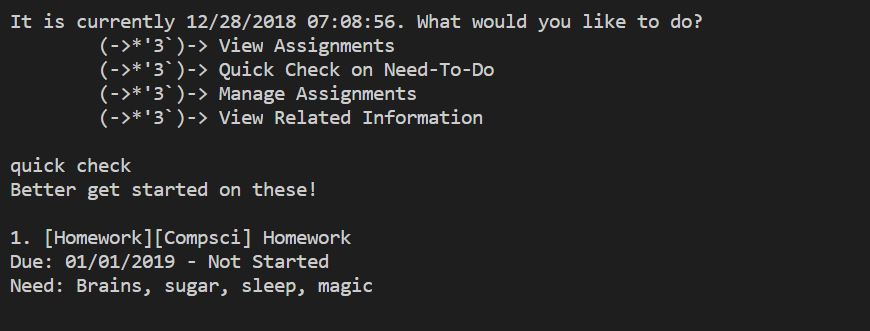 It is currently 12/28/2018 07:08:56. What would you like to do?
(->*'3`)-> View Assignments
(->*'3`)-> Quick Check on Need-To-Do
(->*'3`)-> Manage Assignments
(->*'3`)-> View Related Information
quick check
Better get started on these!
1. [Homework][Compsci] Homework
Due: 01/01/2019 - Not Started
Need: Brains, sugar, sleep, magic